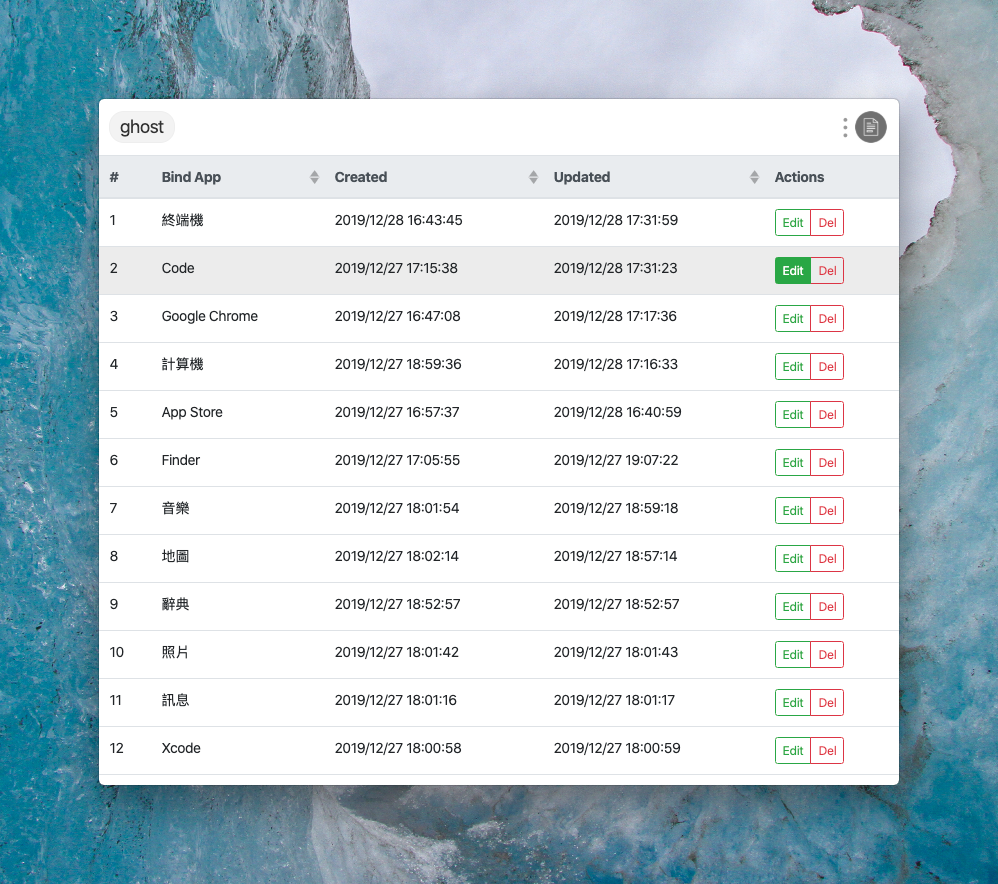 ghost
# Bind App Created Updated Actions
1 終端機 2019/12/28 16:43:45 2019/12/28 17:31:59 Edit Del
2 Code 2019/12/27 17:15:38 2019/12/28 17:31:23 Edit Del
3 Google Chrome 2019/12/27 16:47:08 2019/12/28 17:17:36 Edit Del
4 計算機 2019/12/27 18:59:36 2019/12/28 17:16:33 Edit Del
5 App Store 2019/12/27 16:57:37 2019/12/28 16:40:59 Edit Del
6 Finder 2019/12/27 17:05:55 2019/12/27 19:07:22 Edit Del
7 音樂 2019/12/27 18:01:54 2019/12/27 18:59:18 Edit Del
8 地圖 2019/12/27 18:02:14 2019/12/27 18:57:14 Edit Del
9 辭典 2019/12/27 18:52:57 2019/12/27 18:52:57 Edit Del
10 照片 2019/12/27 18:01:42 2019/12/27 18:01:43 Edit Del
11 訊息 2019/12/27 18:01:16 2019/12/27 18:01:17 Edit Del
12 Xcode 2019/12/27 18:00:58 2019/12/27 18:00:59 Edit Del